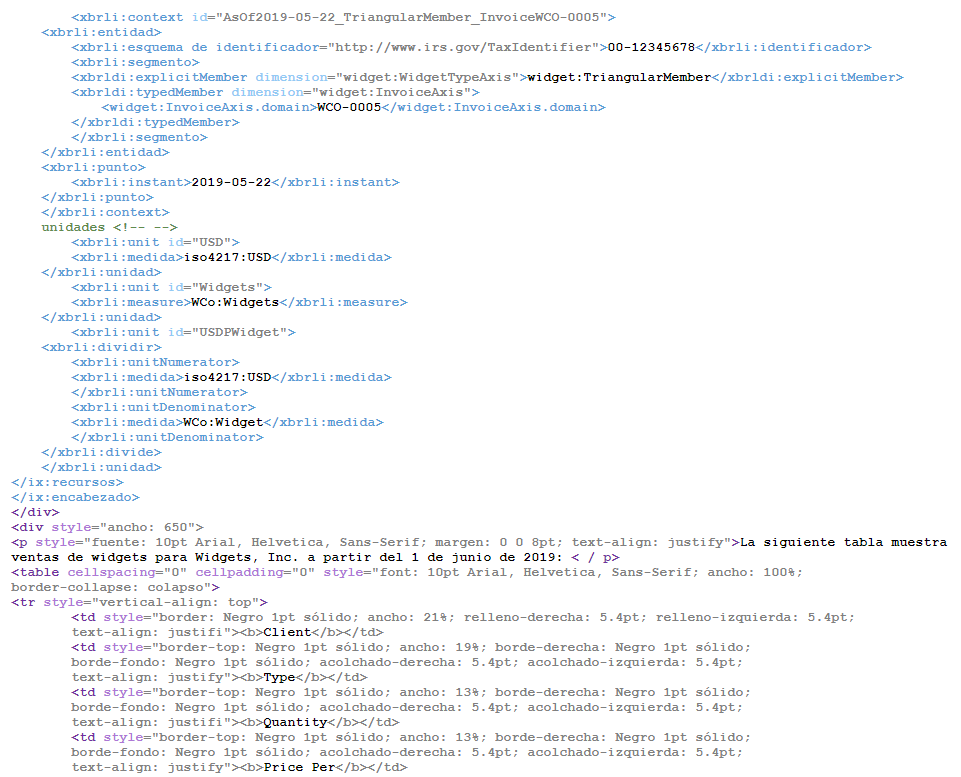 <xbrli:context id="AsOf2019-05-22_TriangularMember_InvoiceWCO-0005">
<xbrli:entidad>
<xbrli:esquema de identificador="http://www.irs.gov/TaxIdentifier">00-12345678</xbrli:identificador>
<xbrli:segmento>
<xbrldi:explicitMember dimension="widget:WidgetTypeAxis">widget:TriangularMember</xbrldi:explicitMember>
<xbrldi:typedMember dimension="widget:InvoiceAxis">
<widget:InvoiceAxis.domain>WCO-0005</widget:InvoiceAxis.domain>
</xbrldi:typedMember>
</xbrli:segmento>
</xbrli:entidad>
<xbrli:punto>
<xbrli:instant>2019-05-22</xbrli:instant>
</xbrli:punto>
</xbrli:context>
unidades <!-- -->
<xbrli:unit id="USD">
<xbrli:medida>iso4217:USD</xbrli:medida>
</xbrli:unidad>
<xbrli:unit id="Widgets">
<xbrli:measure>WCo:Widgets</xbrli:measure>
</xbrli:unidad>
<xbrli:unit id="USDPWidget">
<xbrli:dividir>
<xbrli:unitNumerator>
<xbrli:medida>iso4217:USD</xbrli:medida>
</xbrli:unitNumerator>
<xbrli:unitDenominator>
<xbrli:medida>WCo:Widget</xbrli:medida>
</xbrli:unitDenominator>
</xbrli:divide>
</xbrli:unidad>
</ix:recursos>
</ix:encabezado>
</div>
<div style="ancho: 650">
<p style="fuente: 10pt Arial, Helvetica, Sans-Serif; margen: 0 0 8pt; text-align: justify">La siguiente tabla muestra
ventas de widgets para Widgets, Inc. a partir del 1 de junio de 2019: < / p>
<table cellspacing="0" cellpadding="0" style="font: 10pt Arial, Helvetica, Sans-Serif; ancho: 100%;
border-collapse: colapso">
<tr style="vertical-align: top">
<td style="border: Negro 1pt sólido; ancho: 21%; relleno-derecha: 5.4pt; relleno-izquierda: 5.4pt;
text-align: justifi"><b>Client</b></td>
<td style="border-top: Negro 1pt sólido; ancho: 19%; borde-derecha: Negro 1pt sólido;
borde-fondo: Negro 1pt sólido; acolchado-derecha: 5.4pt; acolchado-izquierda: 5.4pt;
text-align: justify"><b>Type</b></td>
<td style="border-top: Negro 1pt sólido; ancho: 13%; borde-derecha: Negro 1pt sólido;
borde-fondo: Negro 1pt sólido; acolchado-derecha: 5.4pt; acolchado-izquierda: 5.4pt;
text-align: justifi"><b>Quantity</b></td>
<td style="border-top: Negro 1pt sólido; ancho: 13%; borde-derecha: Negro 1pt sólido;
borde-fondo: Negro 1pt sólido; acolchado-derecha: 5.4pt; acolchado-izquierda: 5.4pt;
text-align: justify"><b>Price Per</b></td>